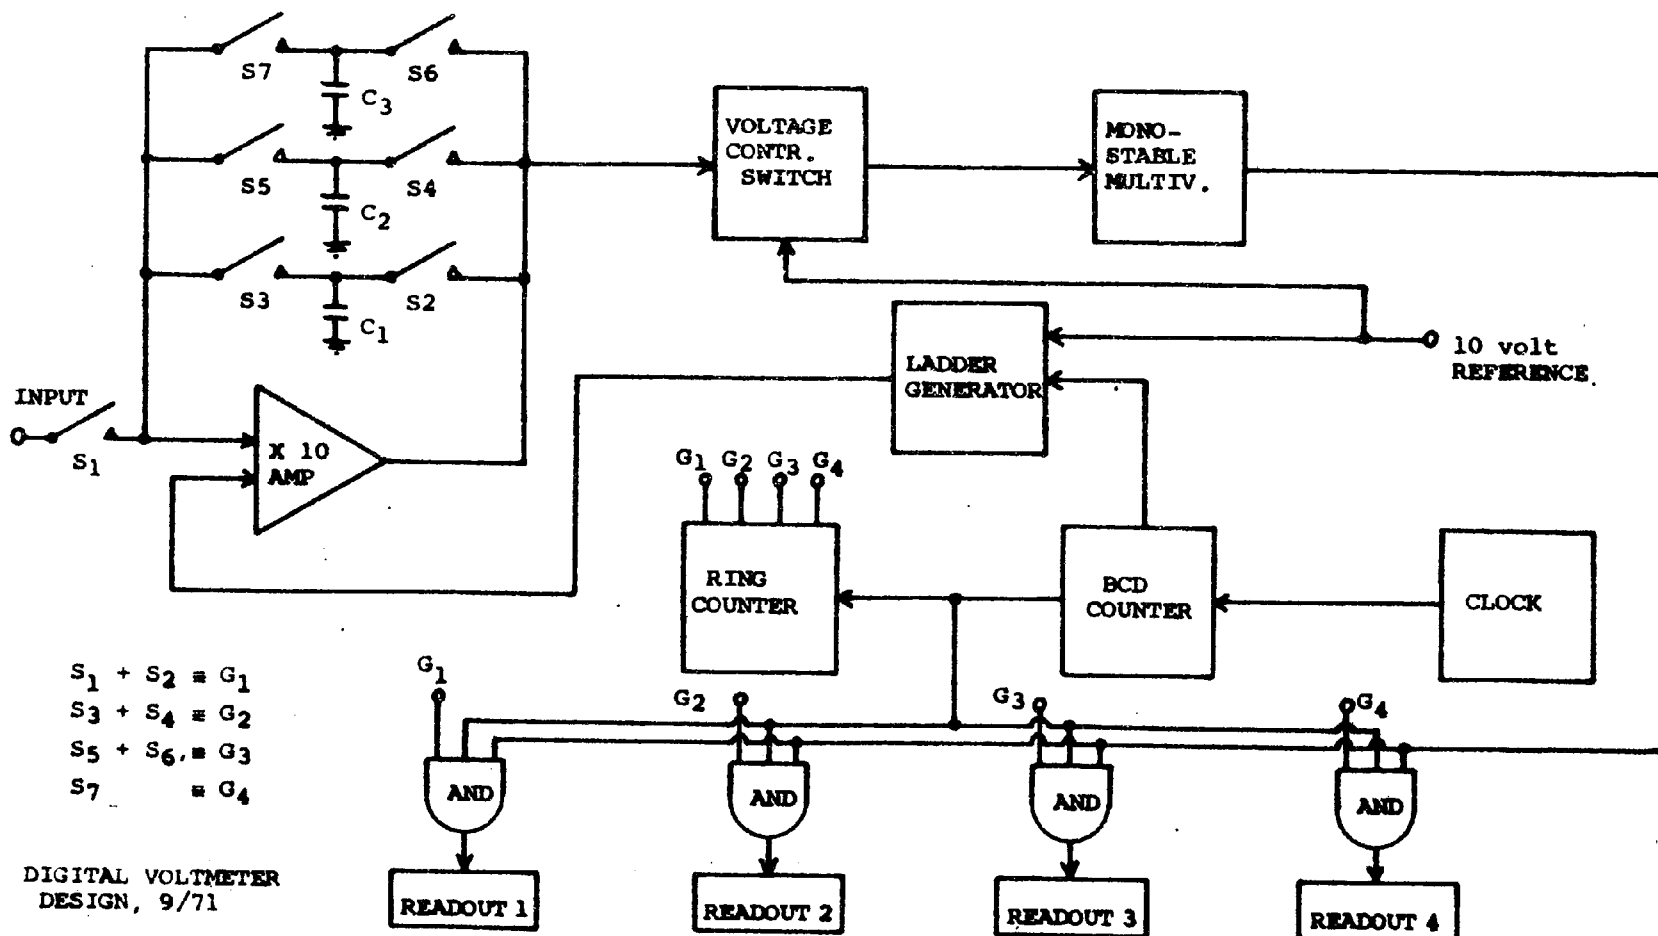 S7
S6
C3
VOLTAGE
CONTR.
SWITCH
MONO-
STABLE
MULTIV.
S5
S4
C2
S3
S2
C1
10 volt
REFERENCE
LADDER
GENERATOR
INPUT
S1
X 10
AMP
G1 G2 G3 G4
RING
COUNTER
BCD
COUNTER
CLOCK
S1 + S2 ≡ G1
S3 + S4 ≡ G2
S5 + S6, ≡ G3
S7 ≡ G4
G1
G2
G3
G4
AND
AND
AND
AND
DIGITAL VOLTMETER
DESIGN, 9/71
READOUT 1
READOUT 2
READOUT 3
READOUT 4